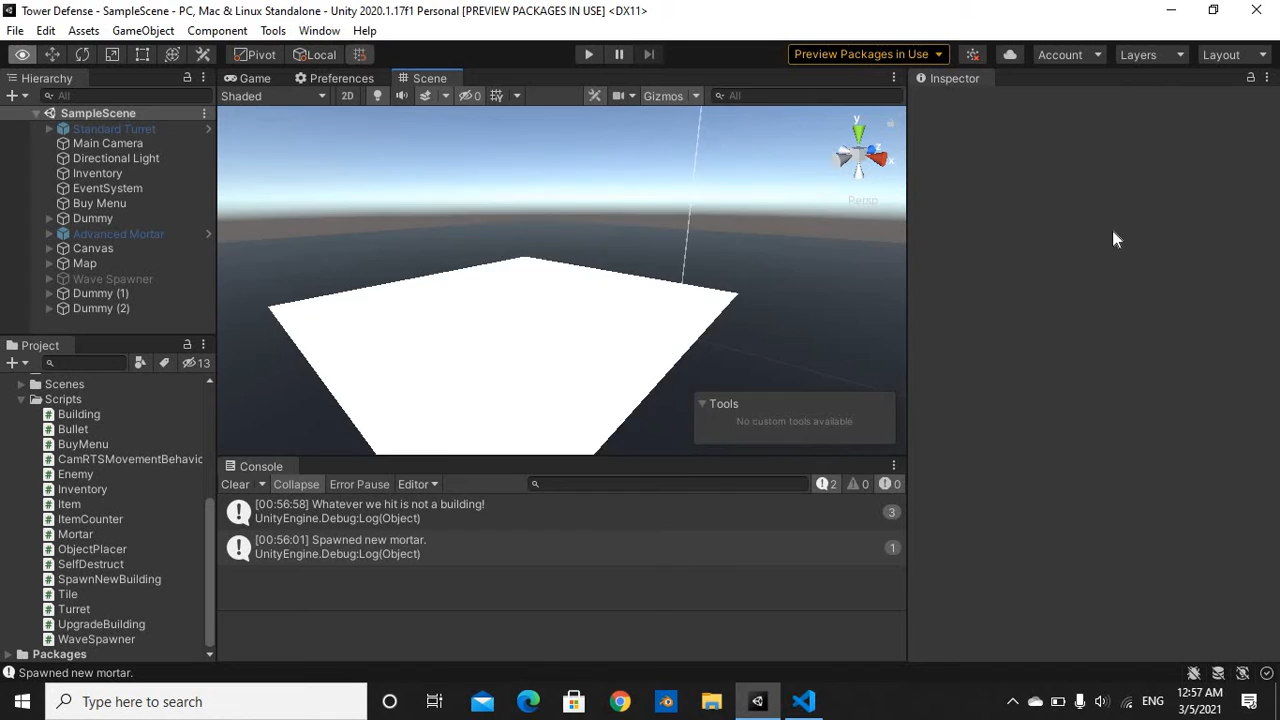 Tower Defense - SampleScene - PC, Mac & Linux Standalone - Unity 2020.1.17f1 Personal [PREVIEW PACKAGES IN USE] <DX11>
File Edit Assets GameObject Component Tools Window Help
Pivot Local Preview Packages in Use Account Layers Layout
Hierarchy Game Preferences Scene Inspector
All Shaded 2D 0 Gizmos All
SampleScene
Standard Turret
Main Camera
Directional Light
Inventory
EventSystem
Buy Menu
Dummy
Advanced Mortar
Canvas
Map
Wave Spawner
Dummy (1)
Dummy (2)
y
z
x
Persp
Tools
No custom tools available
Project
13
Scenes
Scripts
Building
Bullet
BuyMenu
CamRTSMovementBehavio
Enemy
Inventory
Item
ItemCounter
Mortar
ObjectPlacer
SelfDestruct
SpawnNewBuilding
Tile
Turret
UpgradeBuilding
WaveSpawner
Packages
Console
Clear Collapse Error Pause Editor 2 0 0
[00:56:58] Whatever we hit is not a building!
UnityEngine.Debug:Log(Object)
3
[00:56:01] Spawned new mortar.
UnityEngine.Debug:Log(Object)
1
Spawned new mortar.
Type here to search
ENG
12:57 AM
3/5/2021